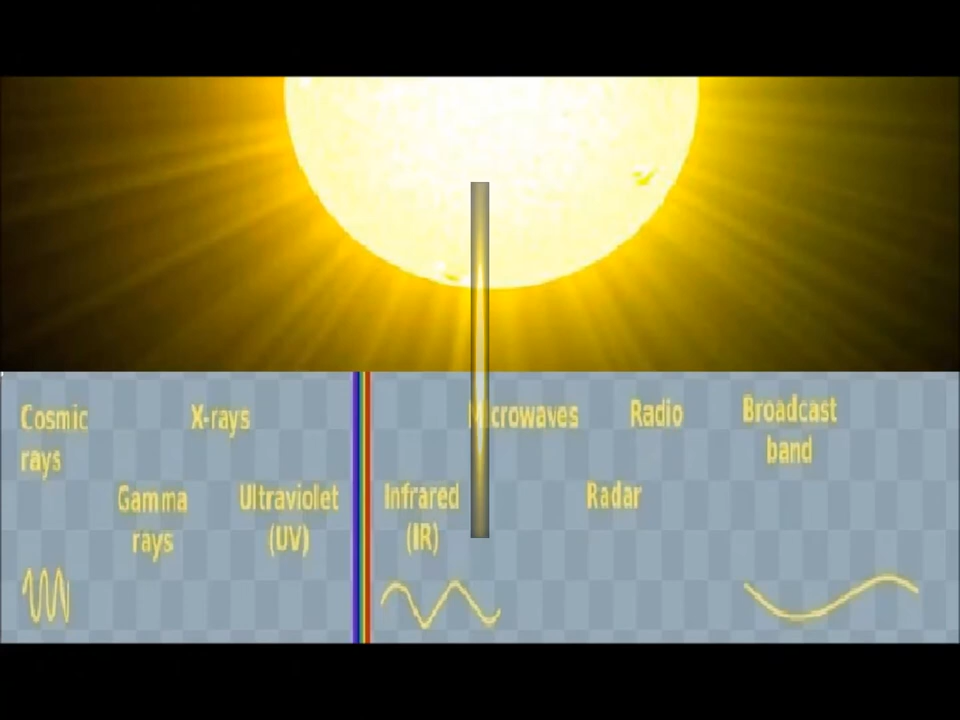 Cosmic
rays
X-rays
Microwaves
Radio
Broadcast
band
Gamma
rays
Ultraviolet
(UV)
Infrared
(IR)
Radar